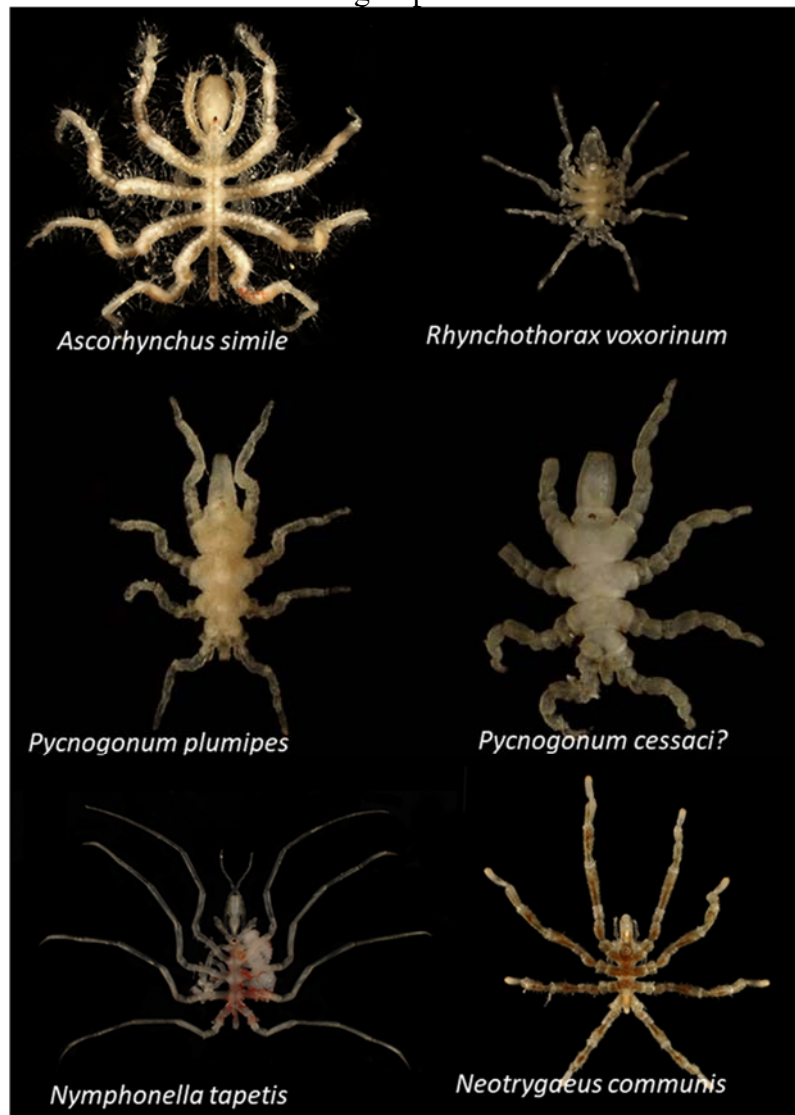 Ascorhynchus simile
Rhynchothorax voxorinum
Pycnogonum plumipes
Pycnogonum cessaci?
Nymphonella tapetis
Neotrygaeus communis